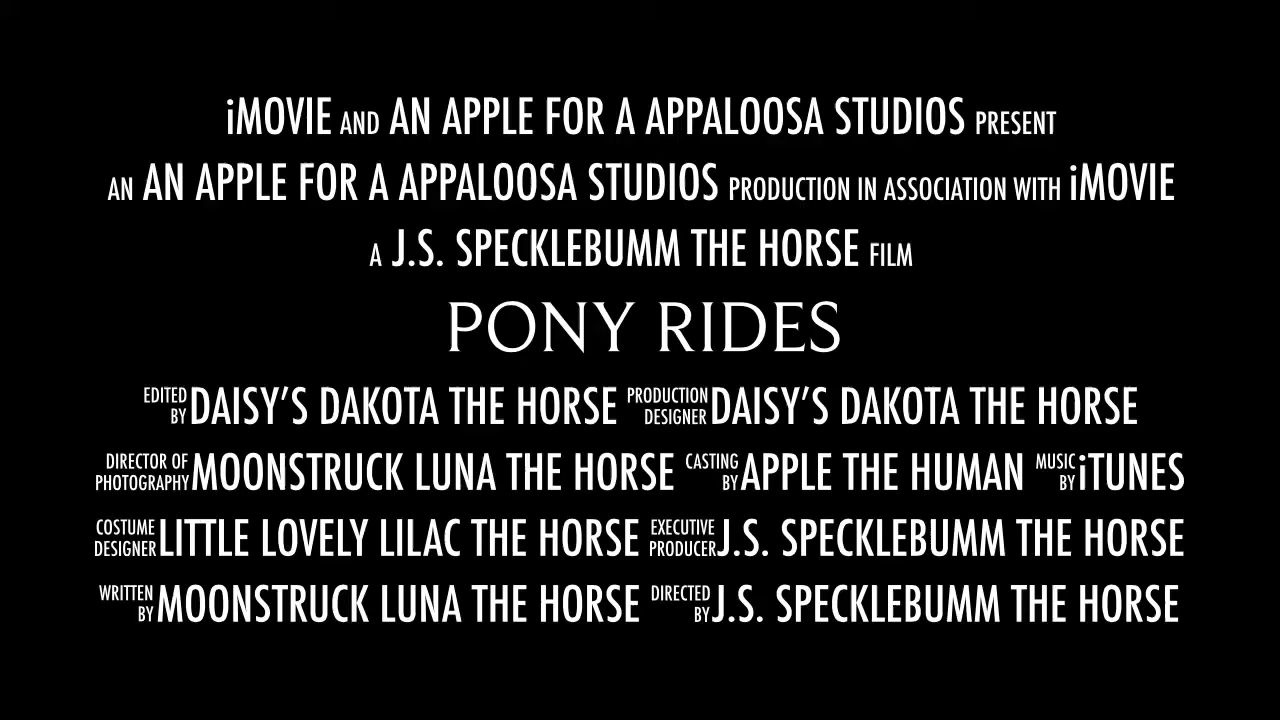 iMOVIE AND AN APPLE FOR A APPALOOSA STUDIOS PRESENT
AN AN APPLE FOR A APPALOOSA STUDIOS PRODUCTION IN ASSOCIATION WITH iMOVIE
A J.S. SPECKLEBUMM THE HORSE FILM
PONY RIDES
EDITED BY DAISY'S DAKOTA THE HORSE PRODUCTION DESIGNER DAISY'S DAKOTA THE HORSE
DIRECTOR OF PHOTOGRAPHY MOONSTRUCK LUNA THE HORSE CASTING BY APPLE THE HUMAN MUSIC BY iTUNES
COSTUME DESIGNER LITTLE LOVELY LILAC THE HORSE EXECUTIVE PRODUCER J.S. SPECKLEBUMM THE HORSE
WRITTEN BY MOONSTRUCK LUNA THE HORSE DIRECTED BY J.S. SPECKLEBUMM THE HORSE